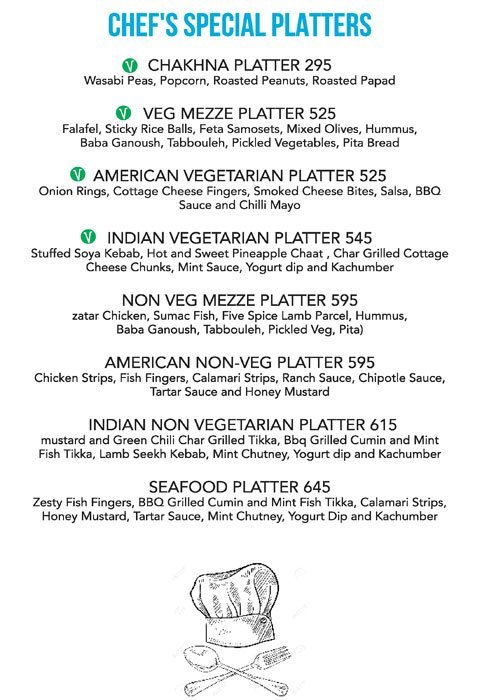 CHEF'S SPECIAL PLATTERS
V CHAKHNA PLATTER 295
Wasabi Peas, Popcorn, Roasted Peanuts, Roasted Papad
V VEG MEZZE PLATTER 525
Falafel, Sticky Rice Balls, Feta Samosets, Mixed Olives, Hummus,
Baba Ganoush, Tabbouleh, Pickled Vegetables, Pita Bread
V AMERICAN VEGETARIAN PLATTER 525
Onion Rings, Cottage Cheese Fingers, Smoked Cheese Bites, Salsa, BBQ
Sauce and Chilli Mayo
V INDIAN VEGETARIAN PLATTER 545
Stuffed Soya Kebab, Hot and Sweet Pineapple Chaat , Char Grilled Cottage
Cheese Chunks, Mint Sauce, Yogurt dip and Kachumber
NON VEG MEZZE PLATTER 595
zatar Chicken, Sumac Fish, Five Spice Lamb Parcel, Hummus,
Baba Ganoush, Tabbouleh, Pickled Veg, Pita)
AMERICAN NON-VEG PLATTER 595
Chicken Strips, Fish Fingers, Calamari Strips, Ranch Sauce, Chipotle Sauce,
Tartar Sauce and Honey Mustard
INDIAN NON VEGETARIAN PLATTER 615
mustard and Green Chili Char Grilled Tikka, Bbq Grilled Cumin and Mint
Fish Tikka, Lamb Seekh Kebab, Mint Chutney, Yogurt dip and Kachumber
SEAFOOD PLATTER 645
Zesty Fish Fingers, BBQ Grilled Cumin and Mint Fish Tikka, Calamari Strips,
Honey Mustard, Tartar Sauce, Mint Chutney, Yogurt Dip and Kachumber